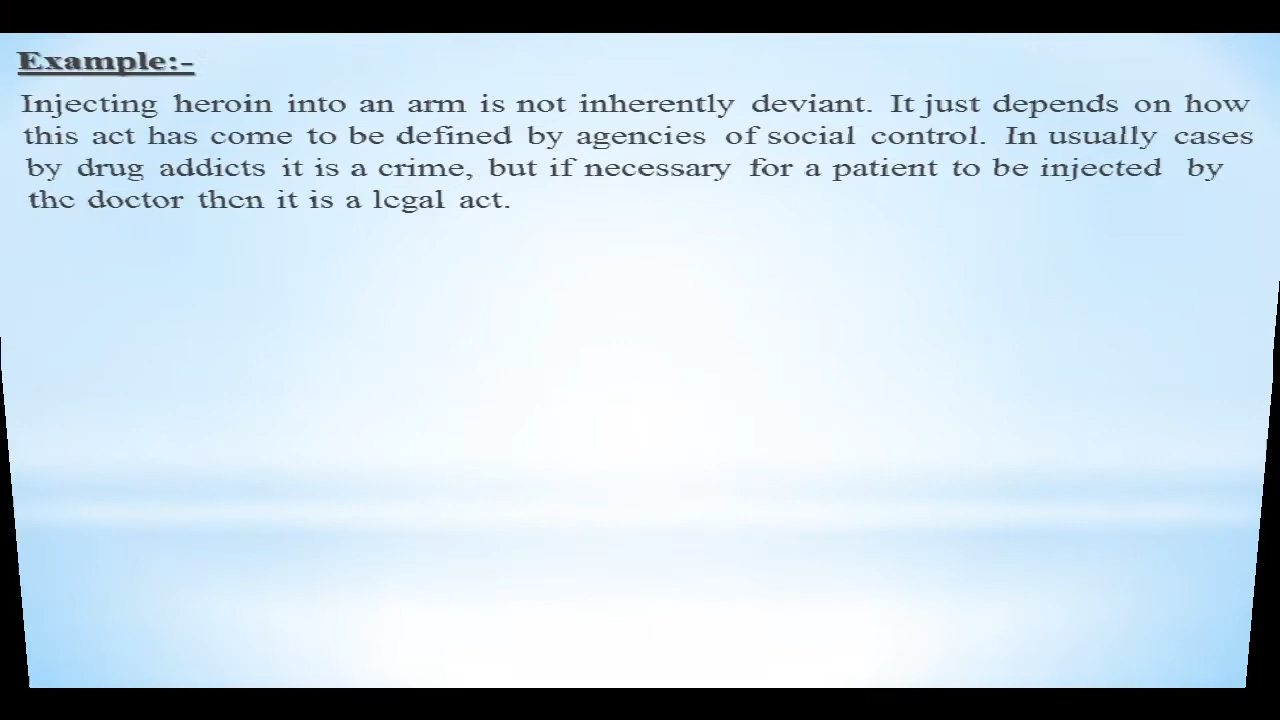 Example:-
Injecting heroin into an arm is not inherently deviant. It just depends on how
this act has come to be defined by agencies of social control. In usually cases
by drug addicts it is a crime, but if necessary for a patient to be injected by
the doctor then it is a legal act.